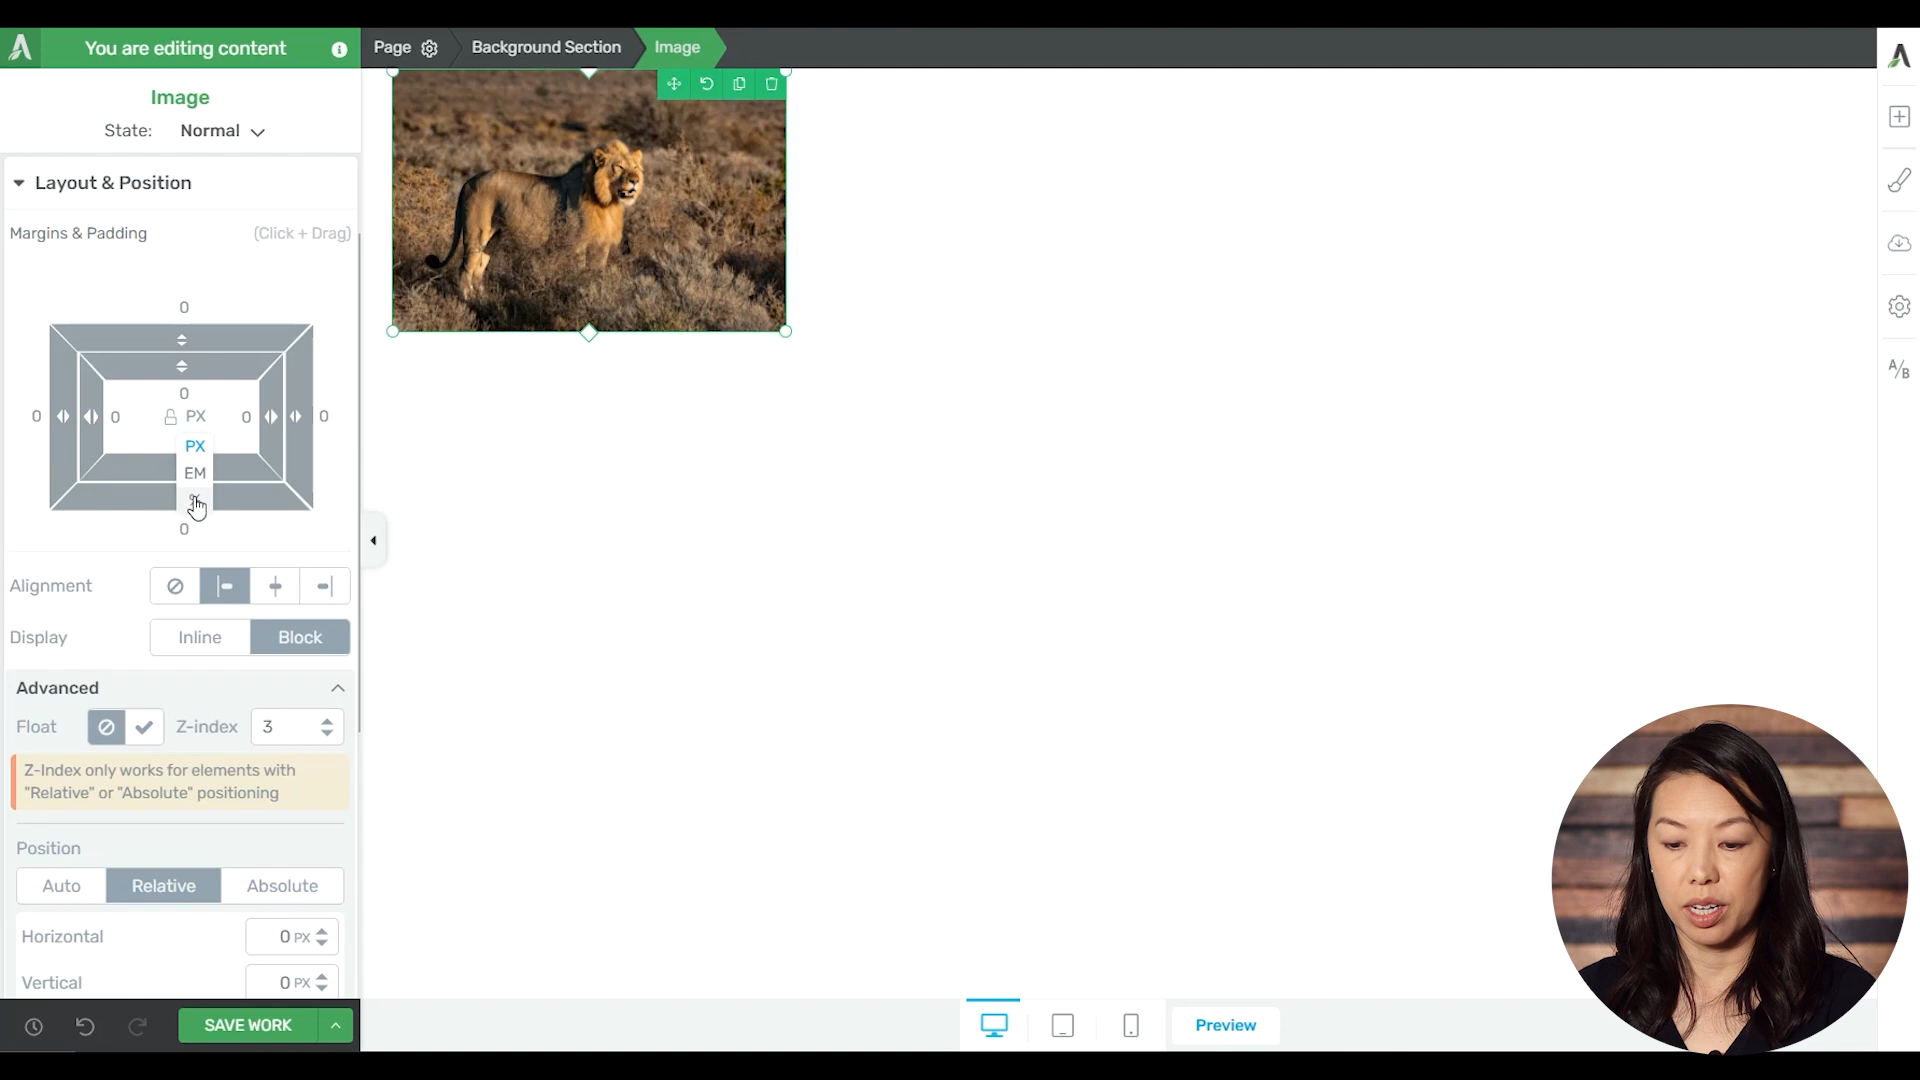 You are editing content
Page
Background Section
Image
Image
State: Normal
Layout & Position
Margins & Padding (Click + Drag)
0
0
0 0 PX 0 0
PX
EM
0
Alignment
Display Inline Block
Advanced
Float Z-index 3
Z-Index only works for elements with
"Relative" or "Absolute" positioning
Position
Auto Relative Absolute
Horizontal 0 PX
Vertical 0 PX
SAVE WORK
Preview
A/B